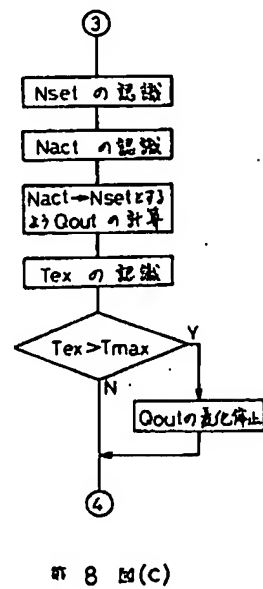 3
Nset の認識
Nact の認識
Nact→Nsetとする
ようQoutの計算
Tex の認識
Tex>Tmax
Y
N
Qoutの変化停止
4
第 8 図(C)